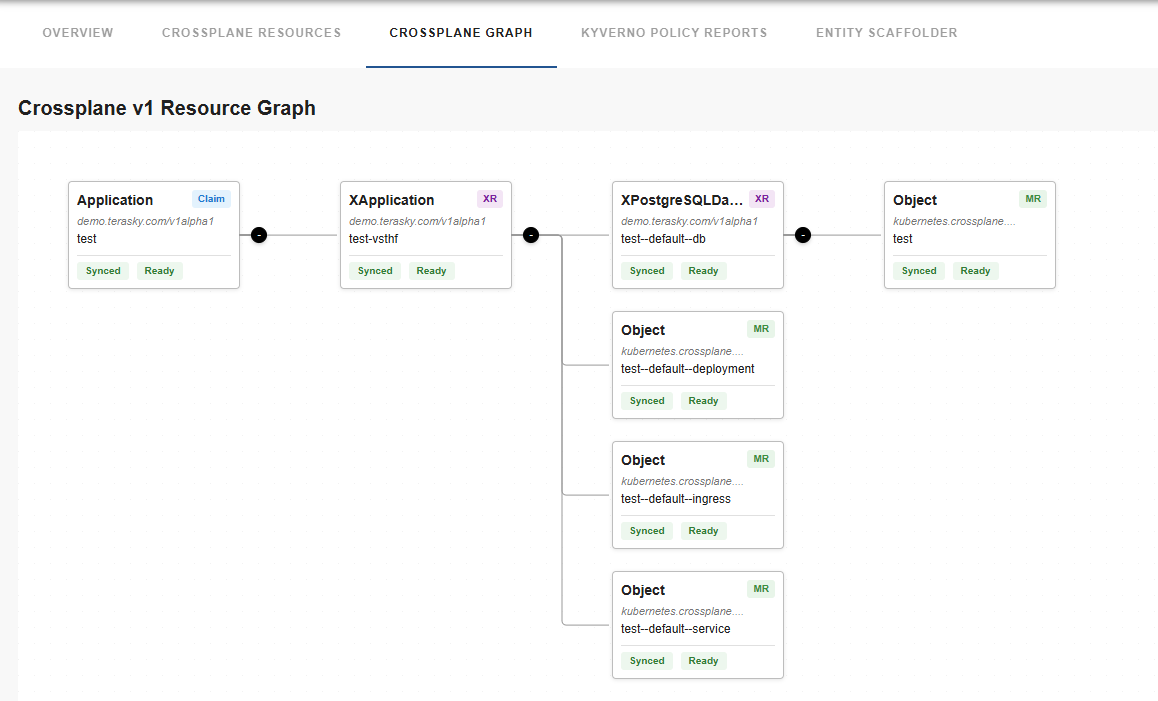 OVERVIEW CROSSPLANE RESOURCES CROSSPLANE GRAPH KYVERNO POLICY REPORTS ENTITY SCAFFOLDER
Crossplane v1 Resource Graph
Application Claim
demo.terasky.com/v1alpha1
test
Synced Ready
XApplication XR
demo.terasky.com/v1alpha1
test-vsthf
Synced Ready
XPostgreSQLDa... XR
demo.terasky.com/v1alpha1
test--default--db
Synced Ready
Object MR
kubernetes.crossplane....
test
Synced Ready
Object MR
kubernetes.crossplane....
test--default--deployment
Synced Ready
Object MR
kubernetes.crossplane....
test--default--ingress
Synced Ready
Object MR
kubernetes.crossplane....
test--default--service
Synced Ready